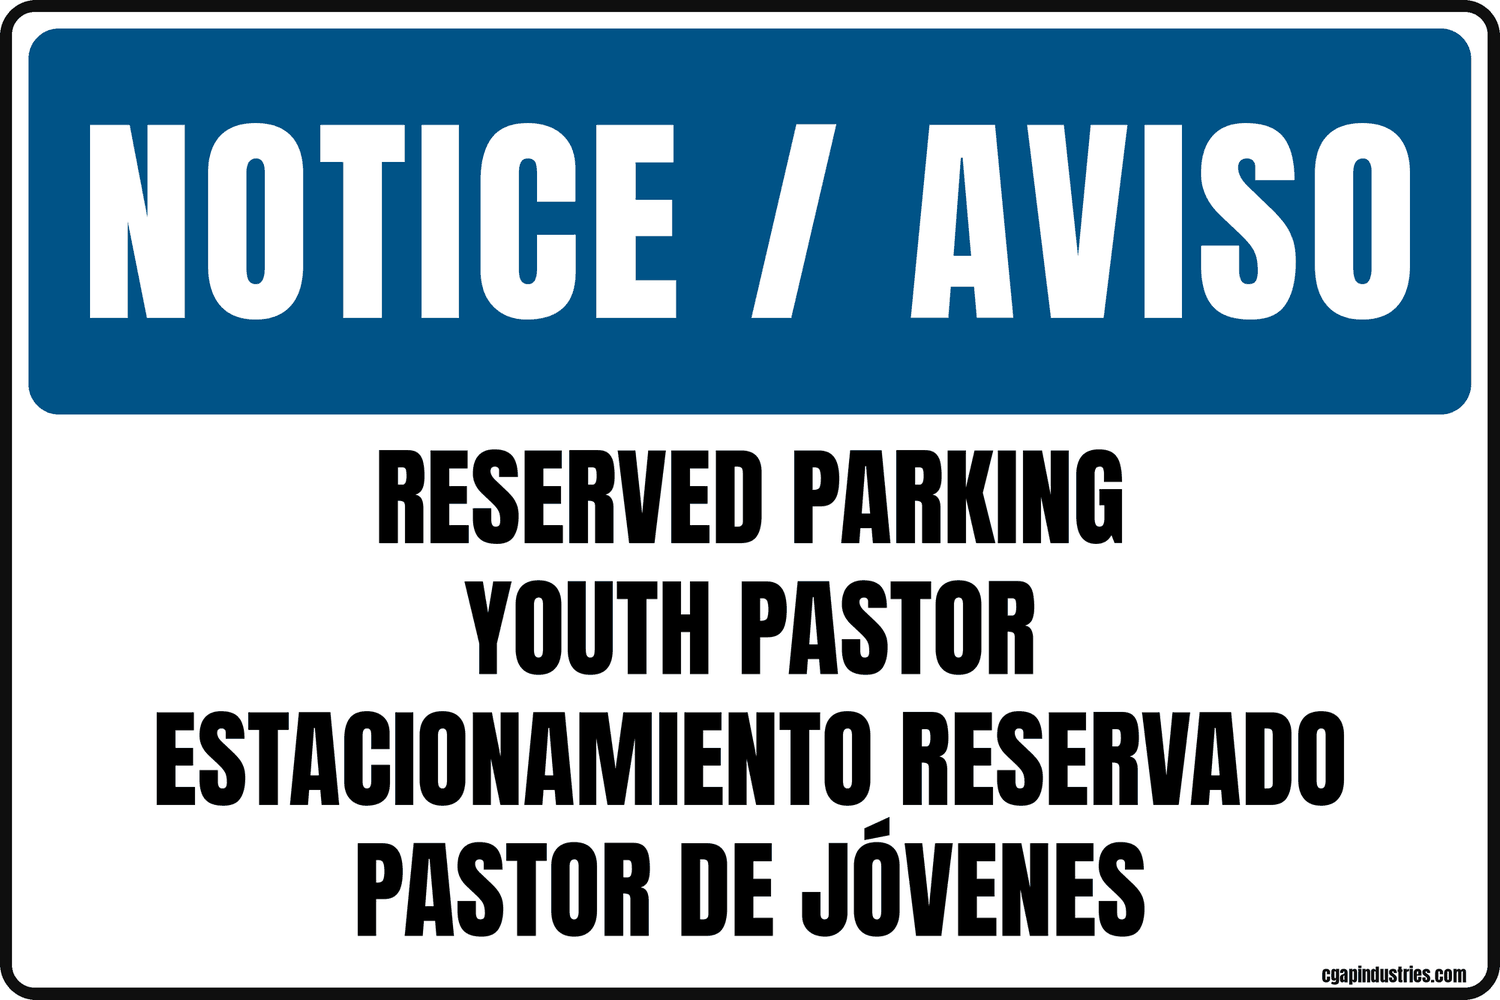 NOTICE / AVISO
RESERVED PARKING
YOUTH PASTOR
ESTACIONAMIENTO RESERVADO
PASTOR DE JÓVENES
cgapindustries.com